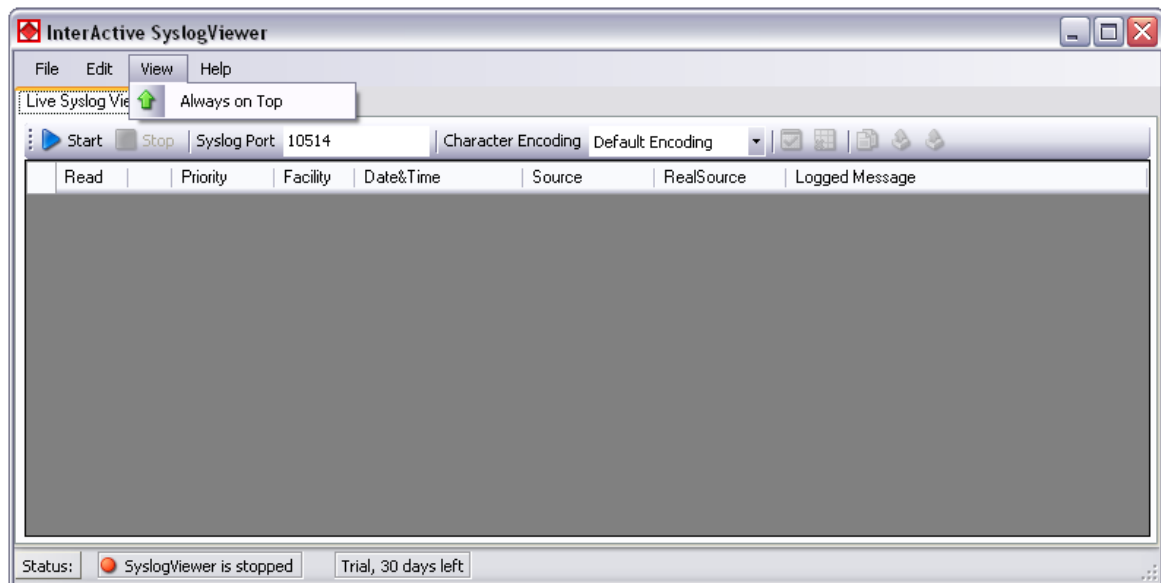 InterActive SyslogViewer
File Edit View Help
Live Syslog Vie
Always on Top
Start Stop Syslog Port 10514 Character Encoding Default Encoding
Read Priority Facility Date&Time Source RealSource Logged Message
Status: SyslogViewer is stopped Trial, 30 days left